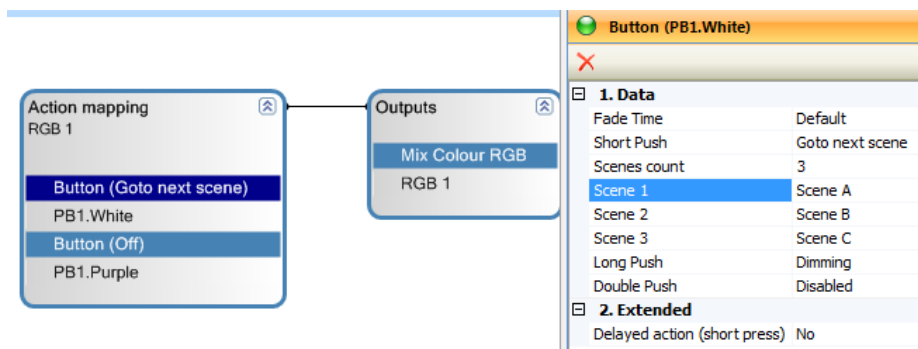 Action mapping
RGB 1
Button (Goto next scene)
PB1.White
Button (Off)
PB1.Purple
Outputs
Mix Colour RGB
RGB 1
Button (PB1.White)
1. Data
Fade Time Default
Short Push Goto next scene
Scenes count 3
Scene 1 Scene A
Scene 2 Scene B
Scene 3 Scene C
Long Push Dimming
Double Push Disabled
2. Extended
Delayed action (short press) No